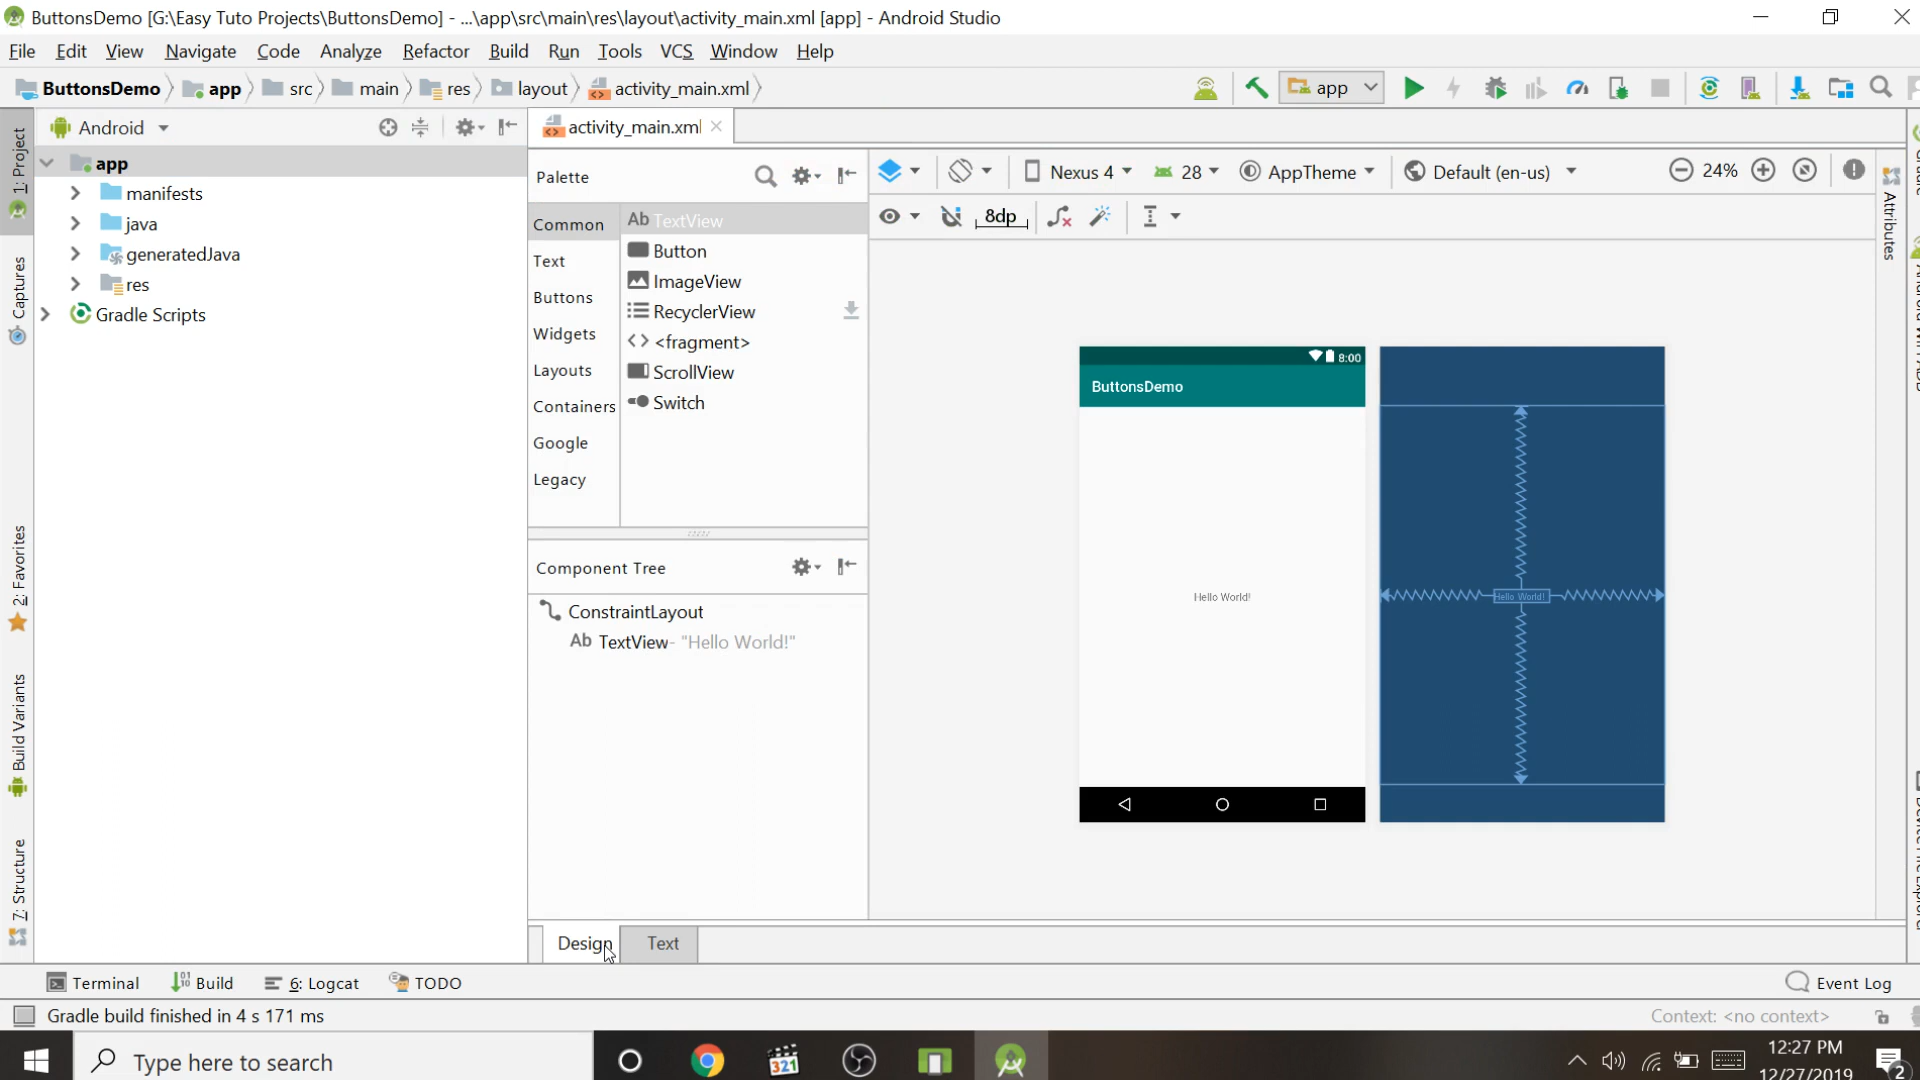 ButtonsDemo [G:\Easy Tuto Projects\ButtonsDemo] - ...\app\src\main\res\layout\activity_main.xml [app] - Android Studio
File Edit View Navigate Code Analyze Refactor Build Run Tools VCS Window Help
ButtonsDemo app src main res layout activity_main.xml app
1: Project
Captures
2: Favorites
Build Variants
7: Structure
Android
app
manifests
java
generatedJava
res
Gradle Scripts
activity_main.xml
Palette
Common
Text
Buttons
Widgets
Layouts
Containers
Google
Legacy
Ab TextView
Button
ImageView
RecyclerView
<fragment>
ScrollView
Switch
Component Tree
ConstraintLayout
Ab TextView- "Hello World!"
Nexus 4 28 AppTheme Default (en-us) 24%
8dp
8:00
ButtonsDemo
Hello World!
Hello World!
Attributes
Design Text
Terminal Build 6: Logcat TODO Event Log
Gradle build finished in 4 s 171 ms Context: <no context>
Type here to search
321
12:27 PM
12/27/2019
2